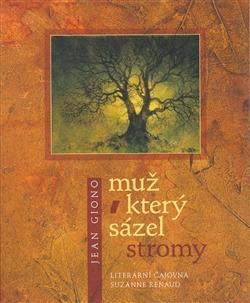 JEAN GIONO
muž
který
sázel
stromy
LITERÁRNÍ ČAJOVNA
SUZANNE RENAUD